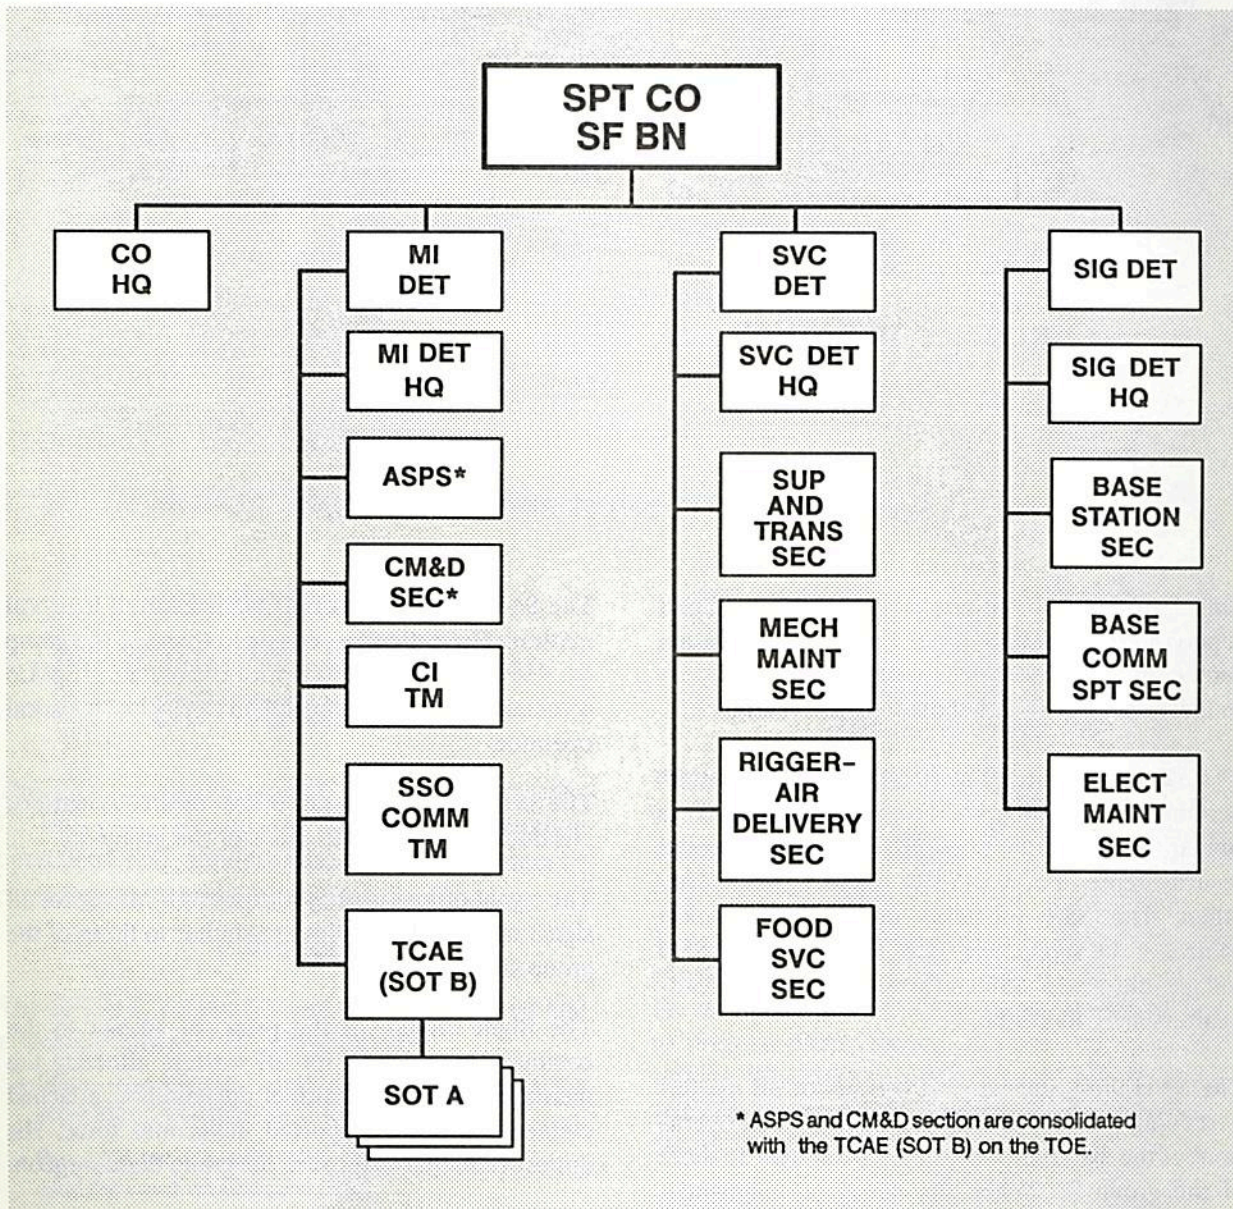 SPT CO
SF BN
CO
HQ
MI
DET
MI DET
HQ
ASPS*
CM&D
SEC*
CI
TM
SSO
COMM
TM
TCAE
(SOT B)
SOT A
SVC
DET
SVC DET
HQ
SUP
AND
TRANS
SEC
MECH
MAINT
SEC
RIGGER–
AIR
DELIVERY
SEC
FOOD
SVC
SEC
SIG DET
SIG DET
HQ
BASE
STATION
SEC
BASE
COMM
SPT SEC
ELECT
MAINT
SEC
* ASPS and CM&D section are consolidated
with the TCAE (SOT B) on the TOE.